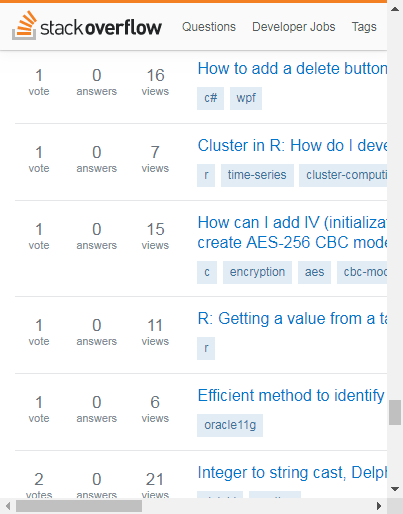 stackoverflow Questions Developer Jobs Tags
1 0 16 How to add a delete button
vote answers views
c# wpf
1 0 7 Cluster in R: How do I deve
vote answers views
r time-series cluster-computi
1 0 15 How can I add IV (initializat
vote answers views create AES-256 CBC mode
c encryption aes cbc-mod
1 0 11 R: Getting a value from a ta
vote answers views
r
1 0 6 Efficient method to identify
vote answers views
oracle11g
2 0 21 Integer to string cast, Delph
votes answers views